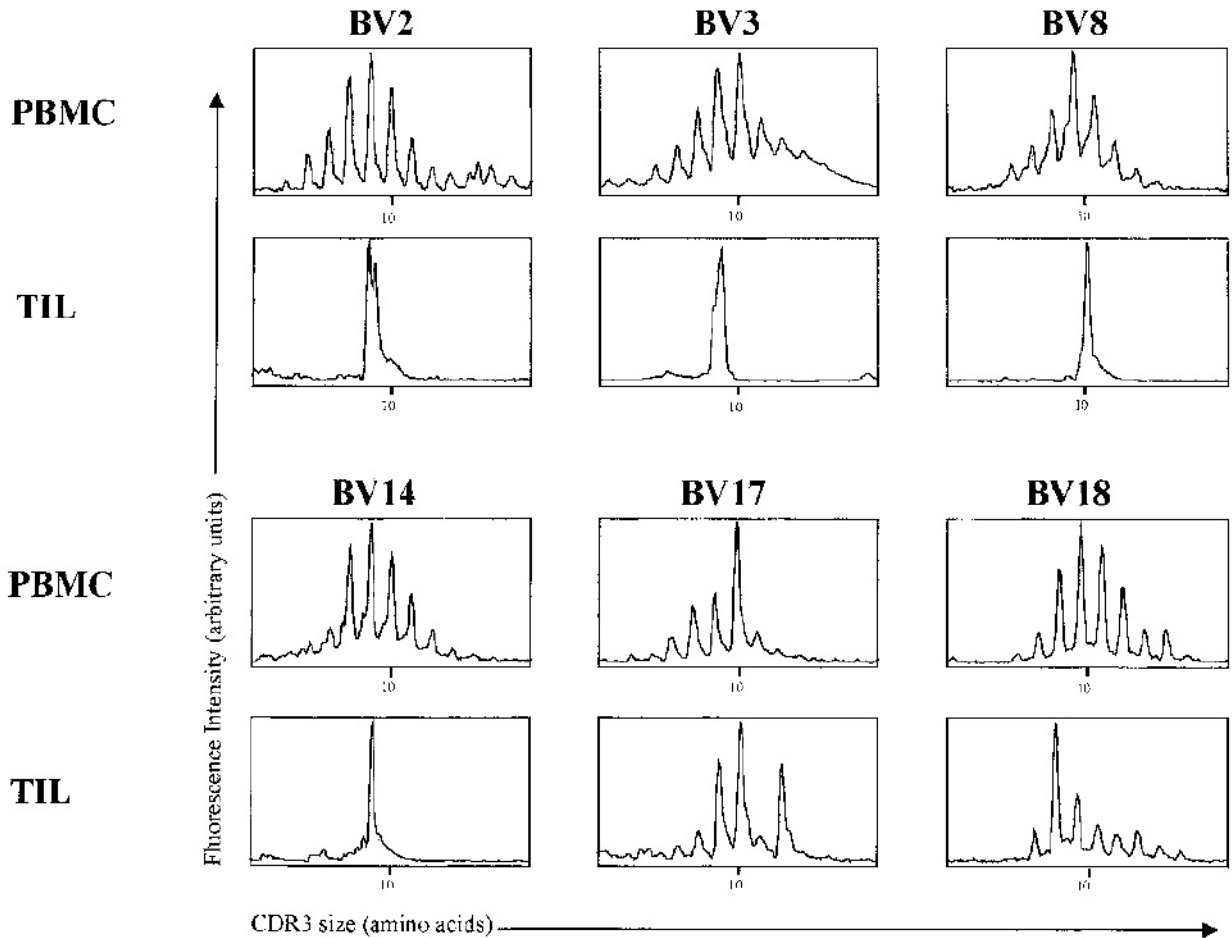 BV2 BV3 BV8
PBMC
10 10 10
TIL
10 10 10
BV14 BV17 BV18
PBMC
10 10 10
TIL
10 10 10
Fluorescence Intensity (arbitrary units)
CDR3 size (amino acids)